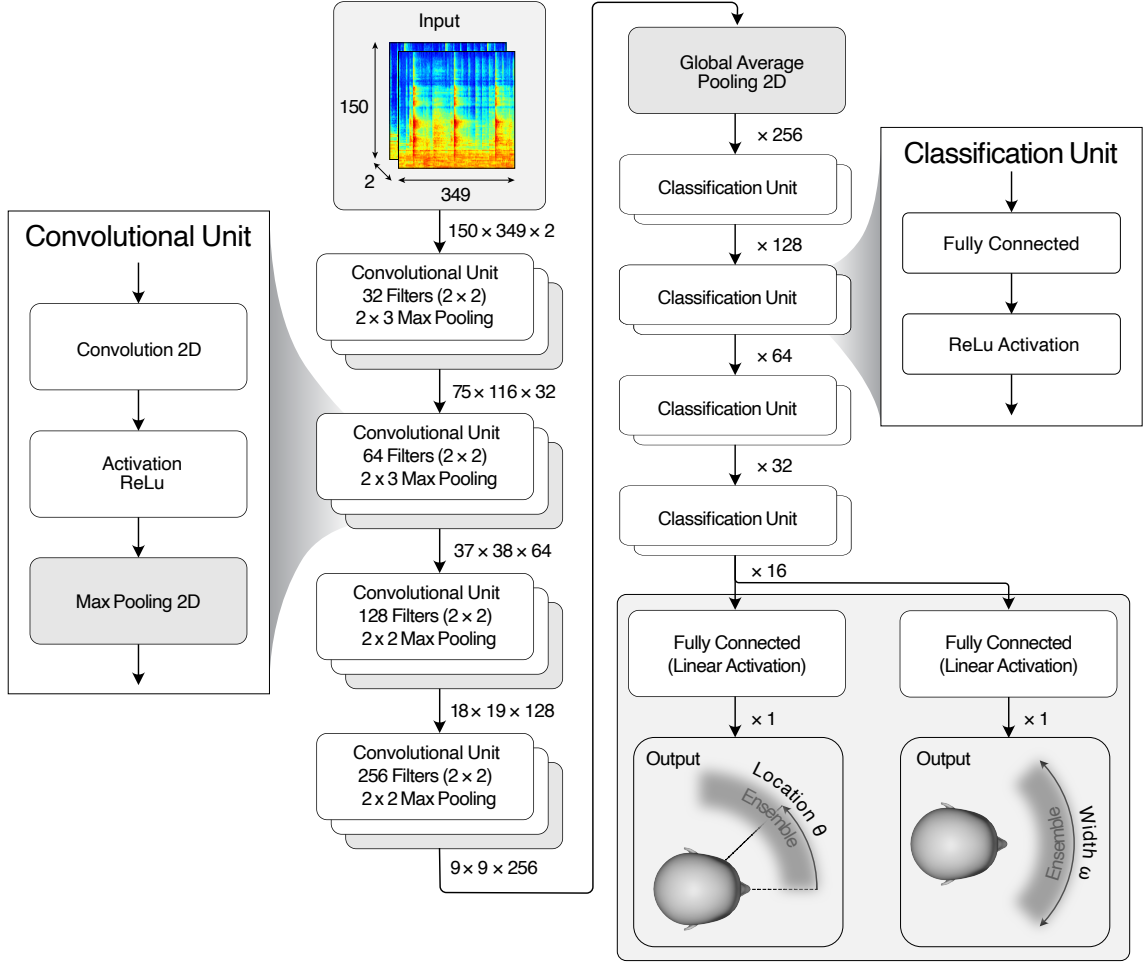 Input
150
2
349
150 × 349 × 2
Convolutional Unit
32 Filters (2 × 2)
2 × 3 Max Pooling
75 × 116 × 32
Convolutional Unit
64 Filters (2 × 2)
2 x 3 Max Pooling
37 × 38 × 64
Convolutional Unit
128 Filters (2 × 2)
2 x 2 Max Pooling
18 × 19 × 128
Convolutional Unit
256 Filters (2 × 2)
2 x 2 Max Pooling
9 × 9 × 256
Convolutional Unit
Convolution 2D
Activation
ReLu
Max Pooling 2D
Global Average
Pooling 2D
× 256
Classification Unit
× 128
Classification Unit
× 64
Classification Unit
× 32
Classification Unit
× 16
Classification Unit
Fully Connected
ReLu Activation
Fully Connected
(Linear Activation)
× 1
Output
Location θ
Ensemble
Fully Connected
(Linear Activation)
× 1
Output
Ensemble
Width ω